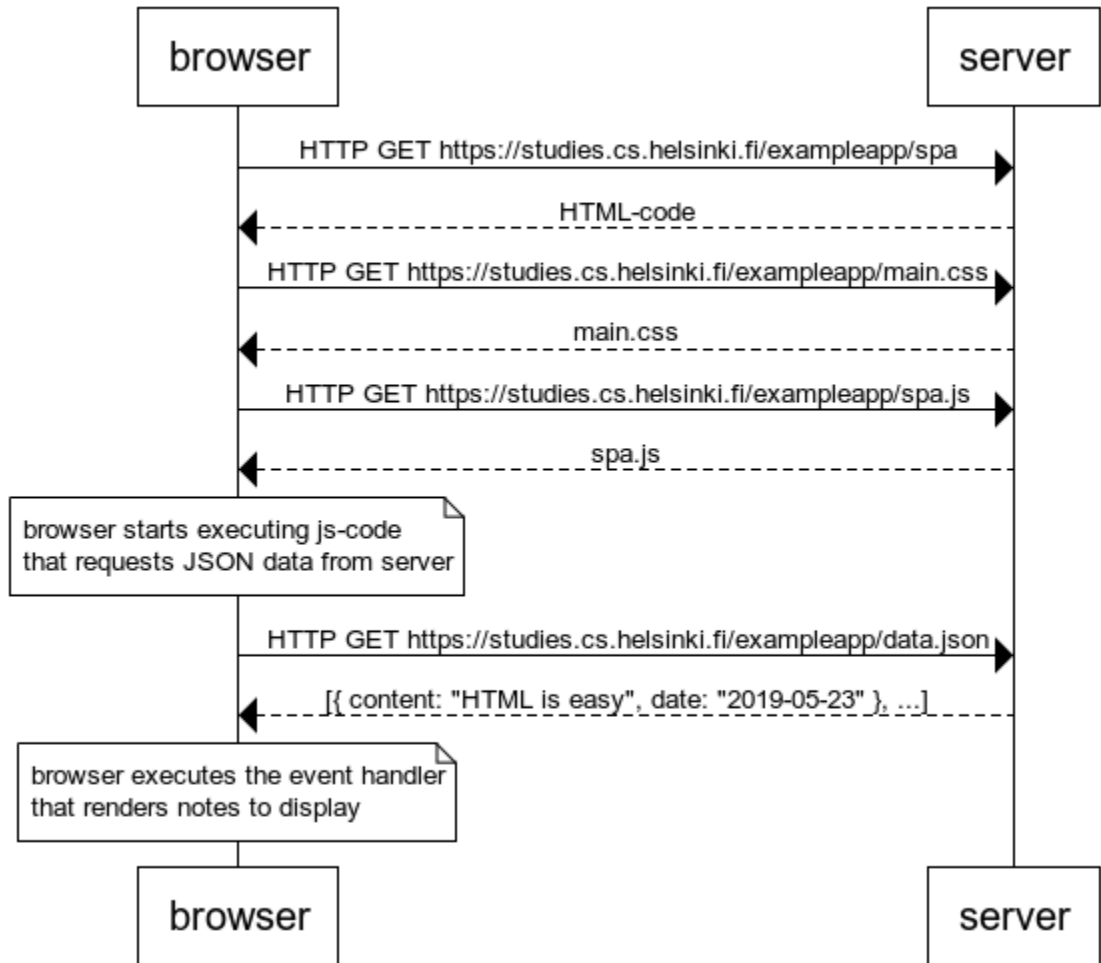 browser server
HTTP GET https://studies.cs.helsinki.fi/exampleapp/spa
HTML-code
HTTP GET https://studies.cs.helsinki.fi/exampleapp/main.css
main.css
HTTP GET https://studies.cs.helsinki.fi/exampleapp/spa.js
spa.js
browser starts executing js-code
that requests JSON data from server
HTTP GET https://studies.cs.helsinki.fi/exampleapp/data.json
[{ content: "HTML is easy", date: "2019-05-23" }, ...]
browser executes the event handler
that renders notes to display
browser server